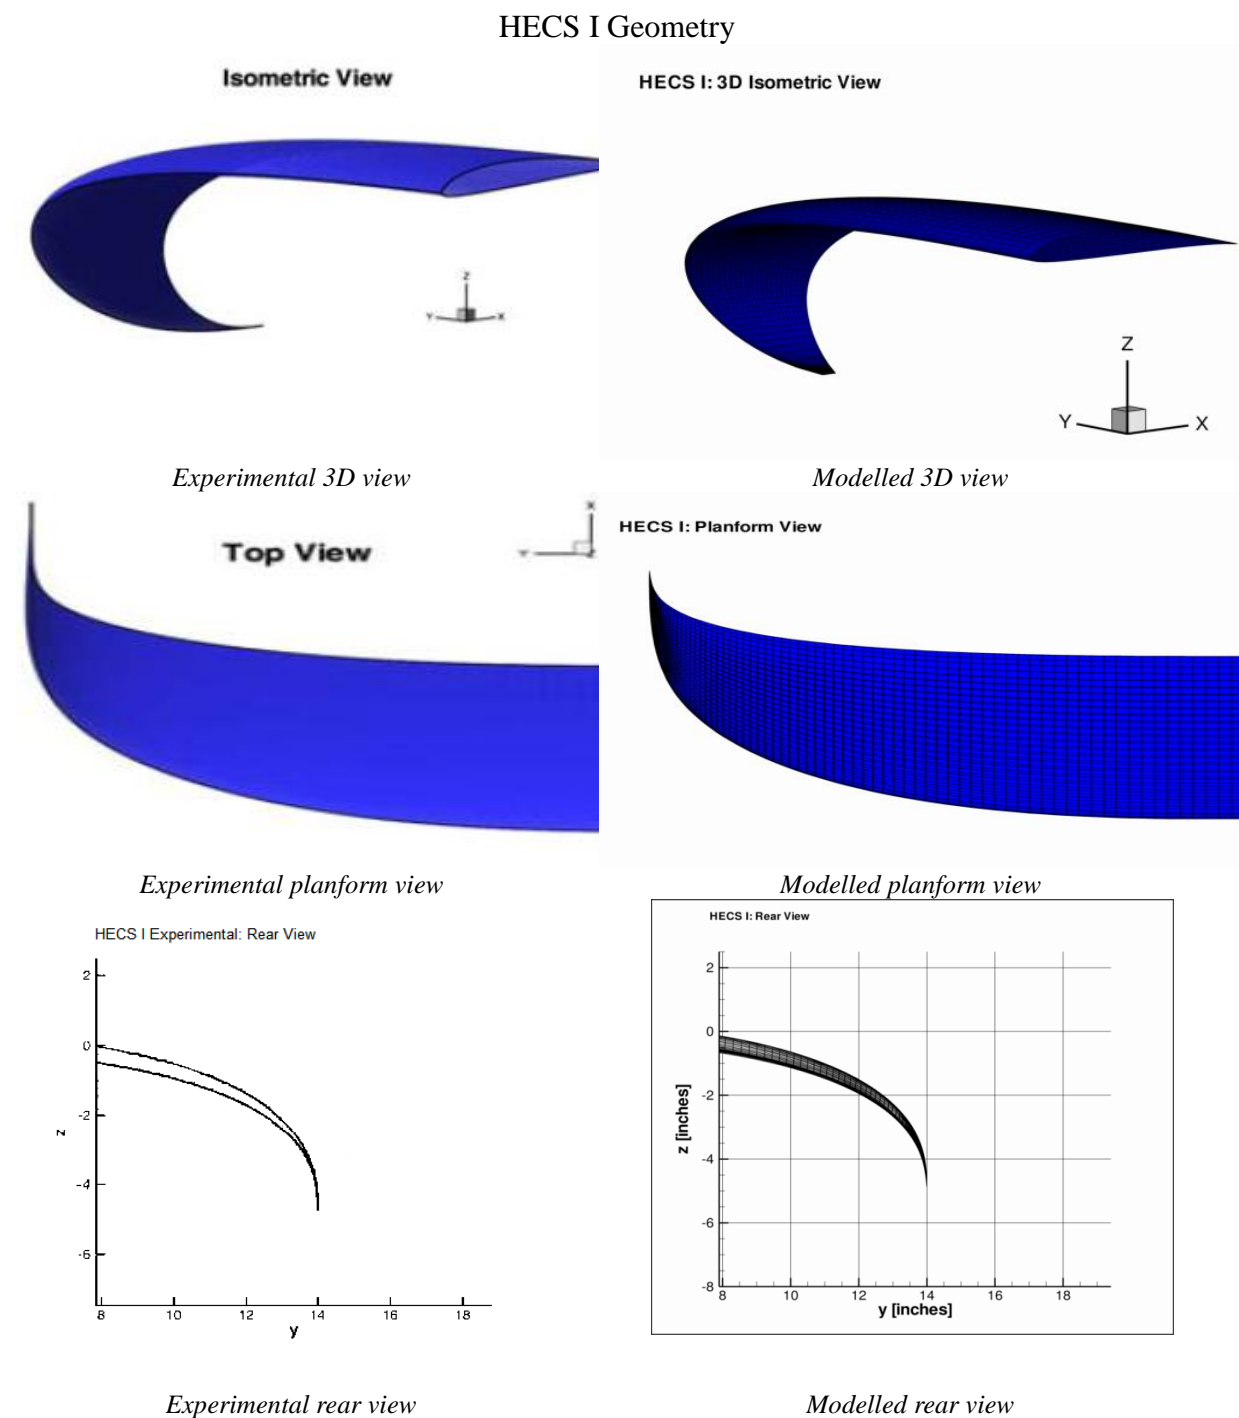 HECS I Geometry
Isometric View
HECS I: 3D Isometric View
Z
Y
X
Z
Y
X
Experimental 3D view
Modelled 3D view
X
Y
Z
Top View
HECS I: Planform View
Experimental planform view
Modelled planform view
HECS I Experimental: Rear View
2
0
-2
-4
-6
z
8
10
12
14
16
18
y
HECS I: Rear View
2
0
-2
-4
-6
-8
z [inches]
8
10
12
14
16
18
y [inches]
Experimental rear view
Modelled rear view